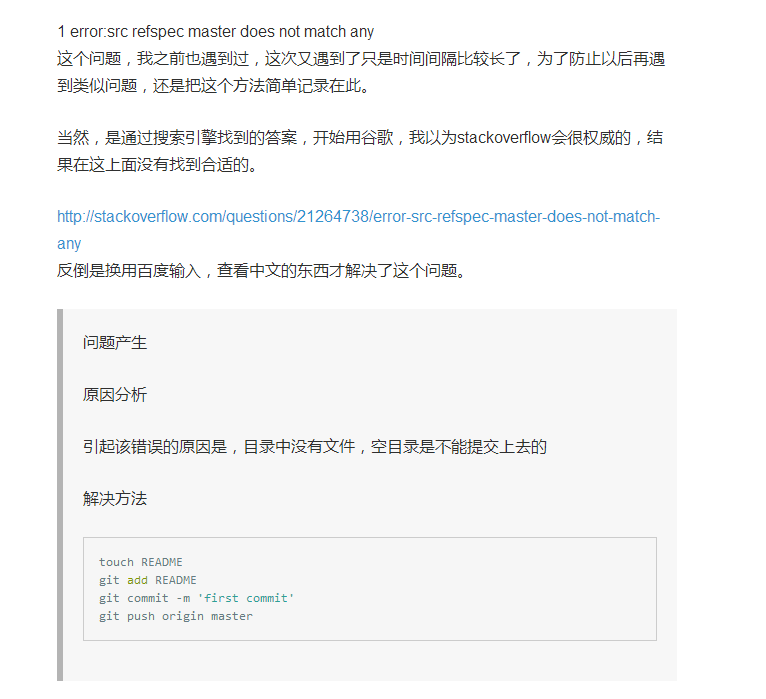 1 error:src refspec master does not match any
这个问题，我之前也遇到过，这次又遇到了只是时间间隔比较长了，为了防止以后再遇
到类似问题，还是把这个方法简单记录在此。
当然，是通过搜索引擎找到的答案，开始用谷歌，我以为stackoverflow会很权威的，结
果在这上面没有找到合适的。
http://stackoverflow.com/questions/21264738/error-src-refspec-master-does-not-match-
any
反倒是换用百度输入，查看中文的东西才解决了这个问题。
问题产生
原因分析
引起该错误的原因是，目录中没有文件，空目录是不能提交上去的
解决方法
touch README
git add README
git commit -m 'first commit'
git push origin master